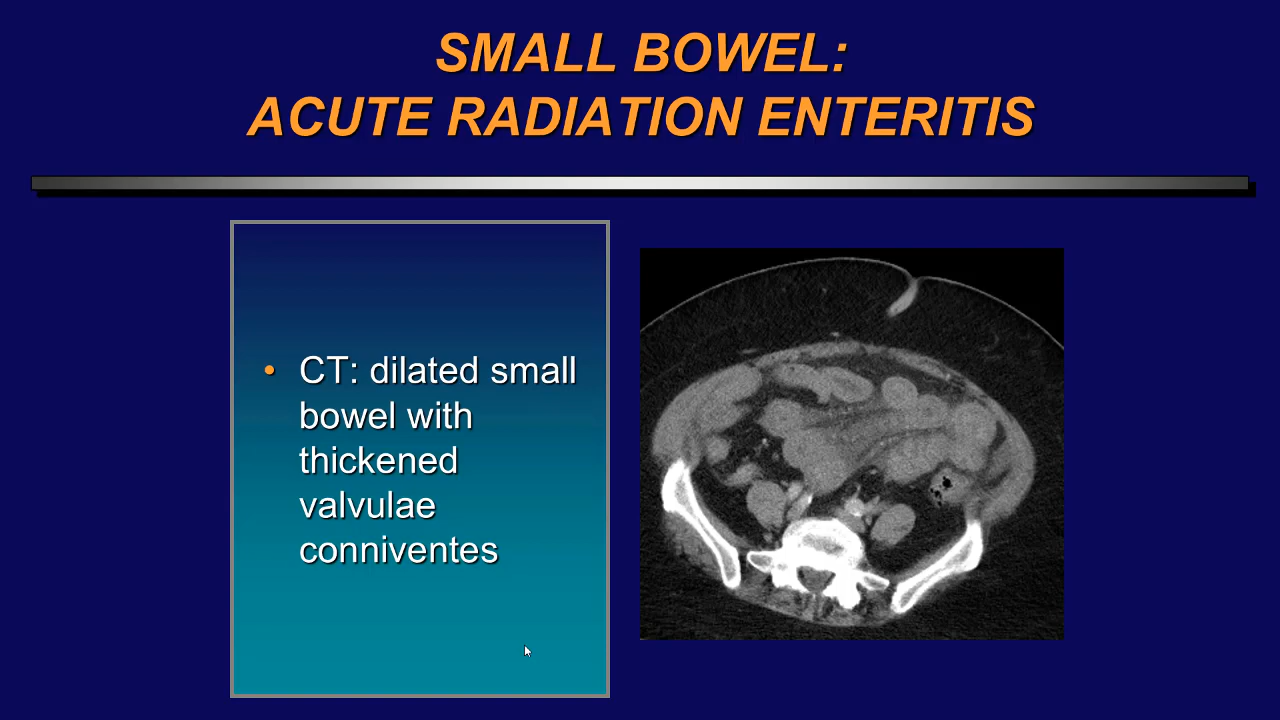 SMALL BOWEL:
ACUTE RADIATION ENTERITIS
• CT: dilated small
bowel with
thickened
valvulae
conniventes